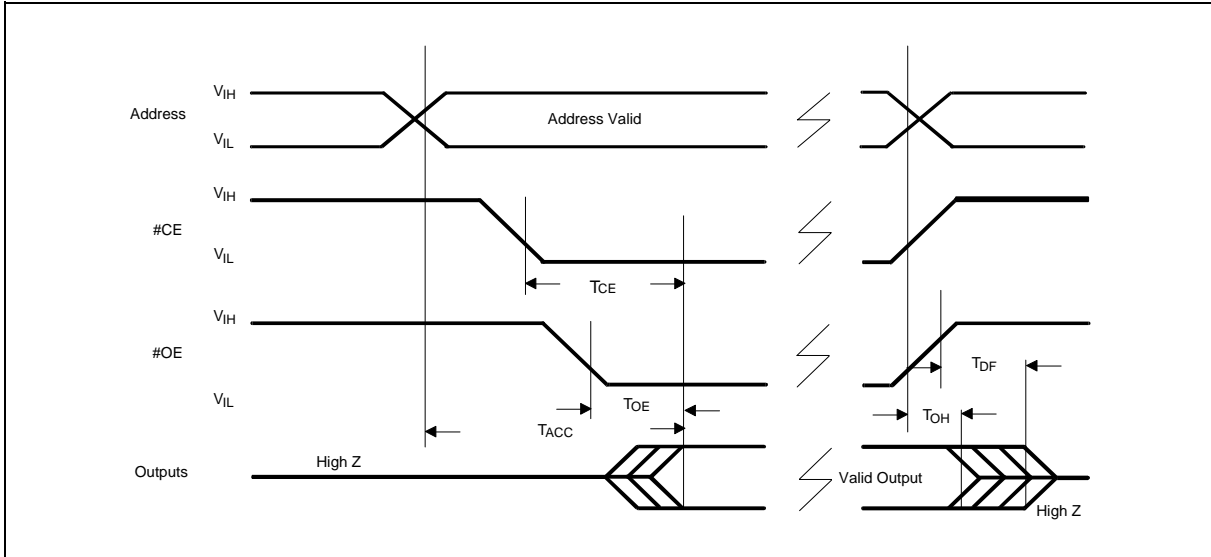 VIH
Address
Address Valid
VIL
VIH
#CE
VIL
TCE
VIH
#OE
TDF
VIL
TOE
TOH
TACC
High Z
Outputs
Valid Output
High Z